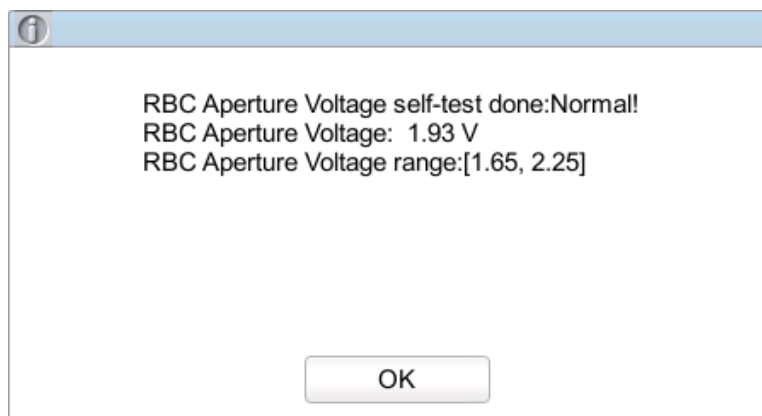 RBC Aperture Voltage self-test done:Normal!
RBC Aperture Voltage:  1.93 V
RBC Aperture Voltage range:[1.65, 2.25]
OK